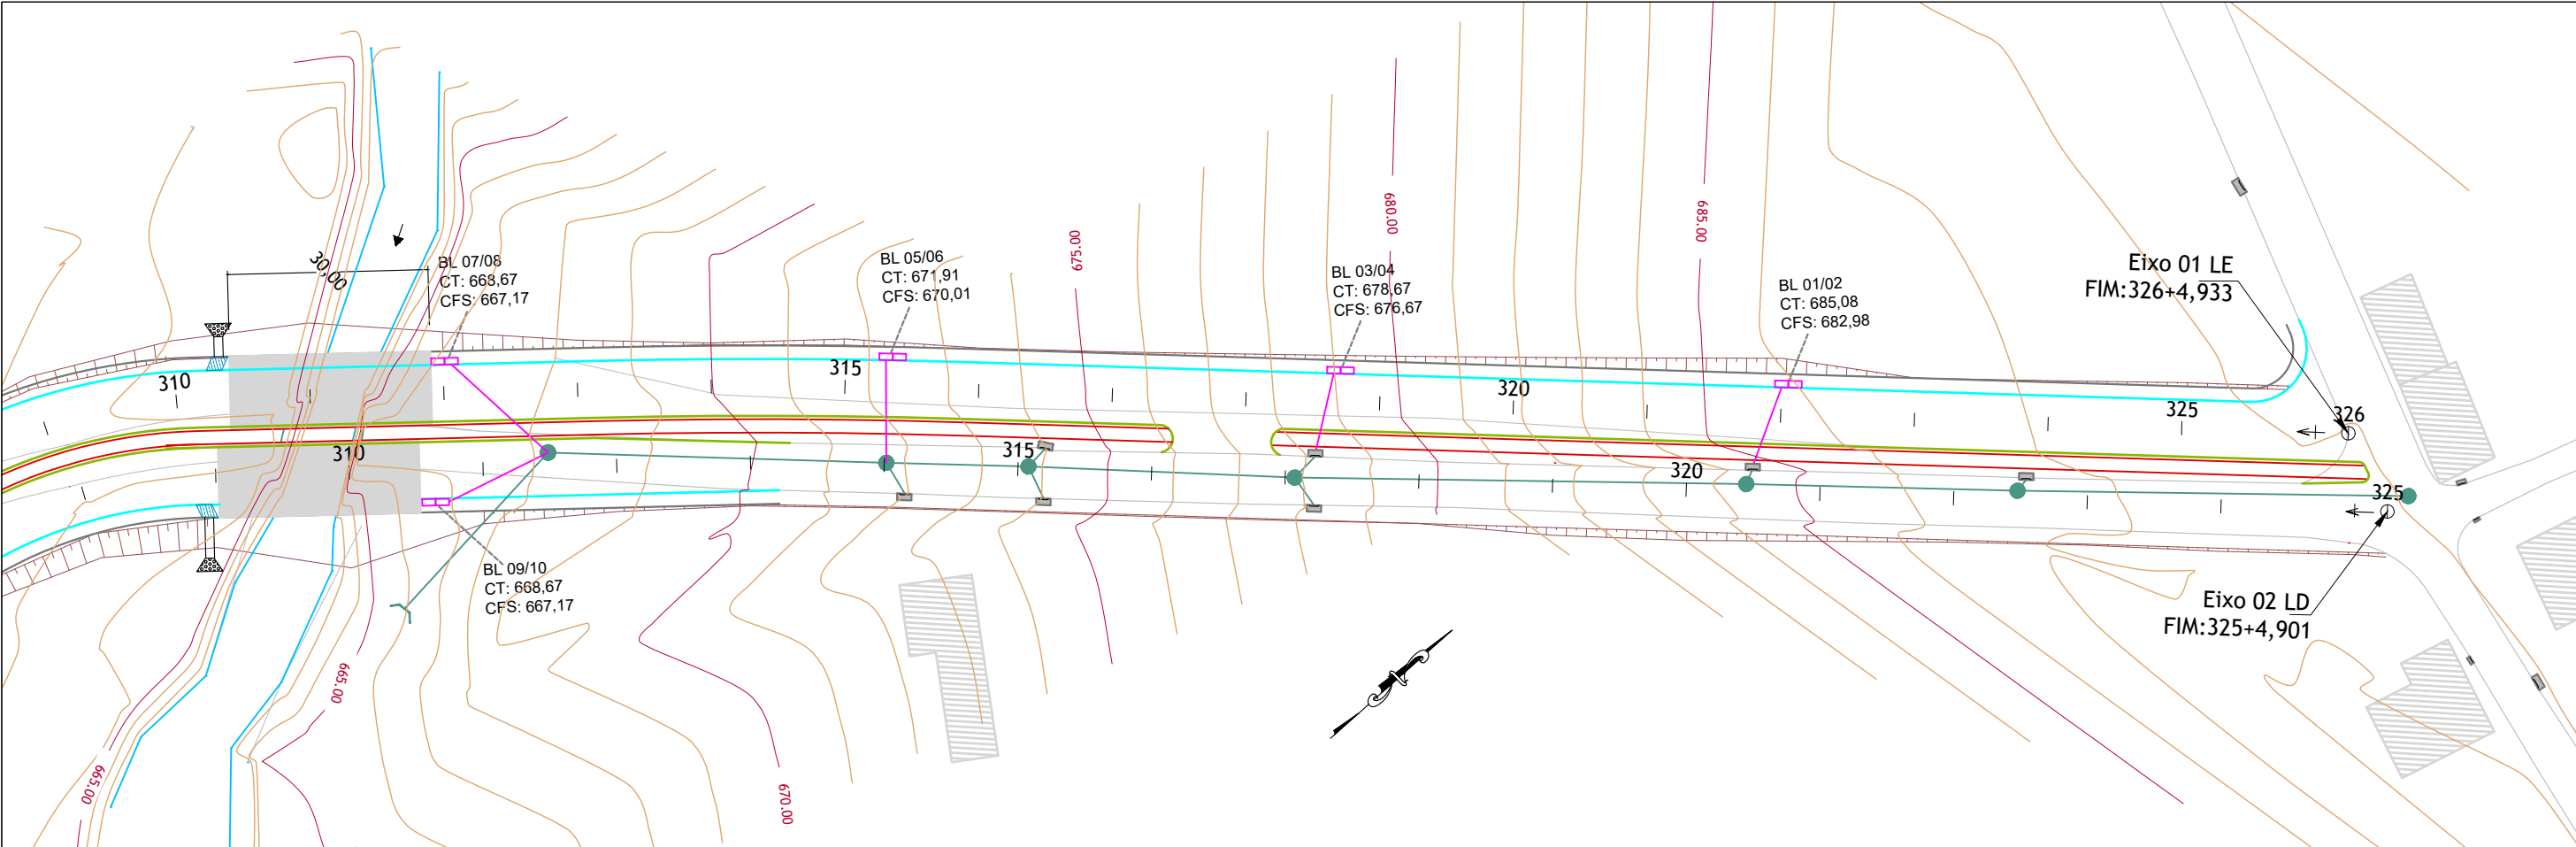 30,00
BL 07/08
CT: 668,67
CFS: 667,17
BL 05/06
CT: 671,91
CFS: 670,01
675.00
BL 03/04
CT: 678,67
CFS: 676,67
680.00
685.00
BL 01/02
CT: 685,08
CFS: 682,98
Eixo 01 LE
FIM:326+4,933
310
315
320
325
326
310
315
320
325
BL 09/10
CT: 668,67
CFS: 667,17
Eixo 02 LD
FIM:325+4,901
665.00
665.00
670.00